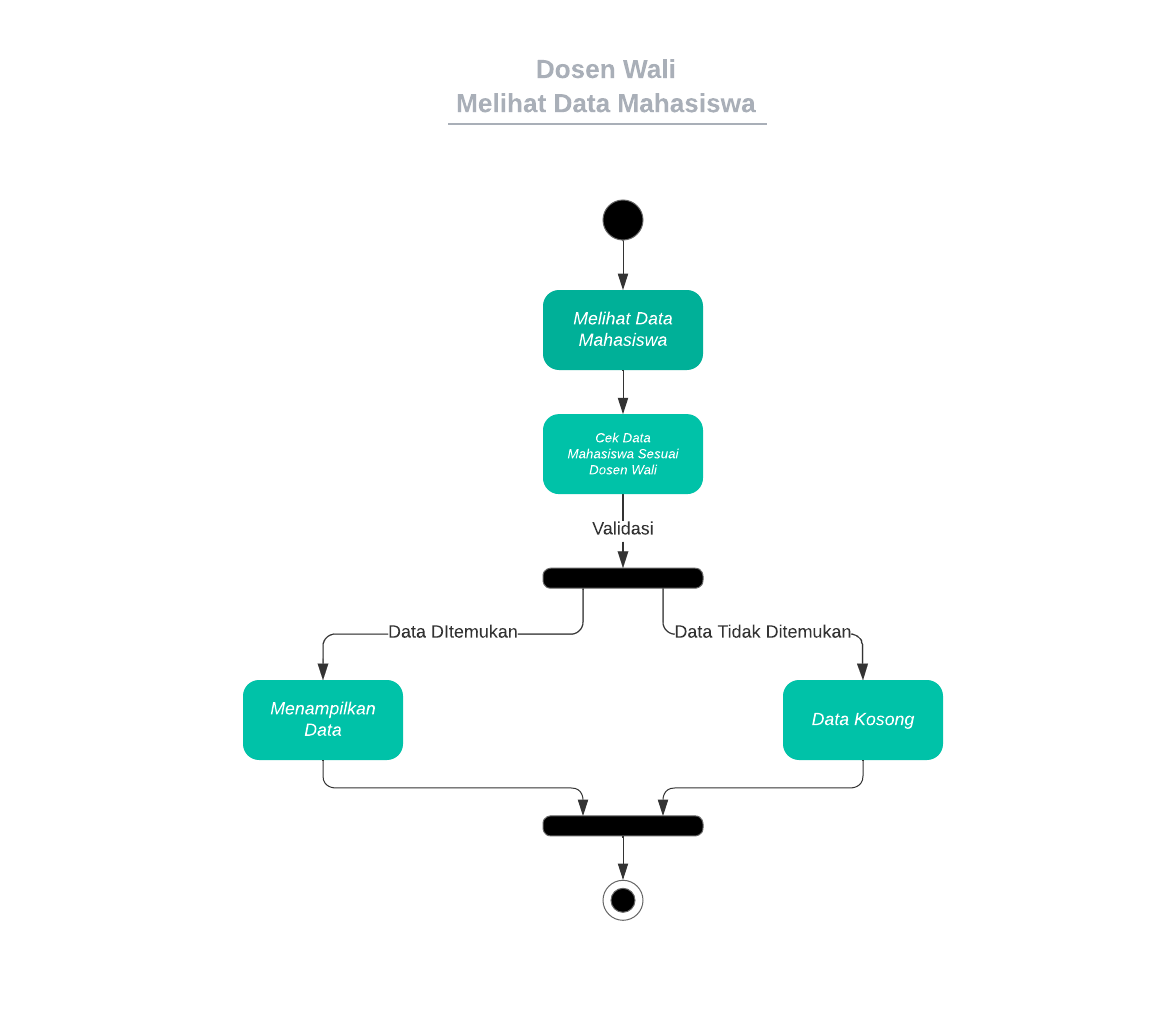 Dosen Wali
Melihat Data Mahasiswa
Melihat Data
Mahasiswa
Cek Data
Mahasiswa Sesuai
Dosen Wali
Validasi
Data DItemukan
Data Tidak Ditemukan
Menampilkan
Data
Data Kosong